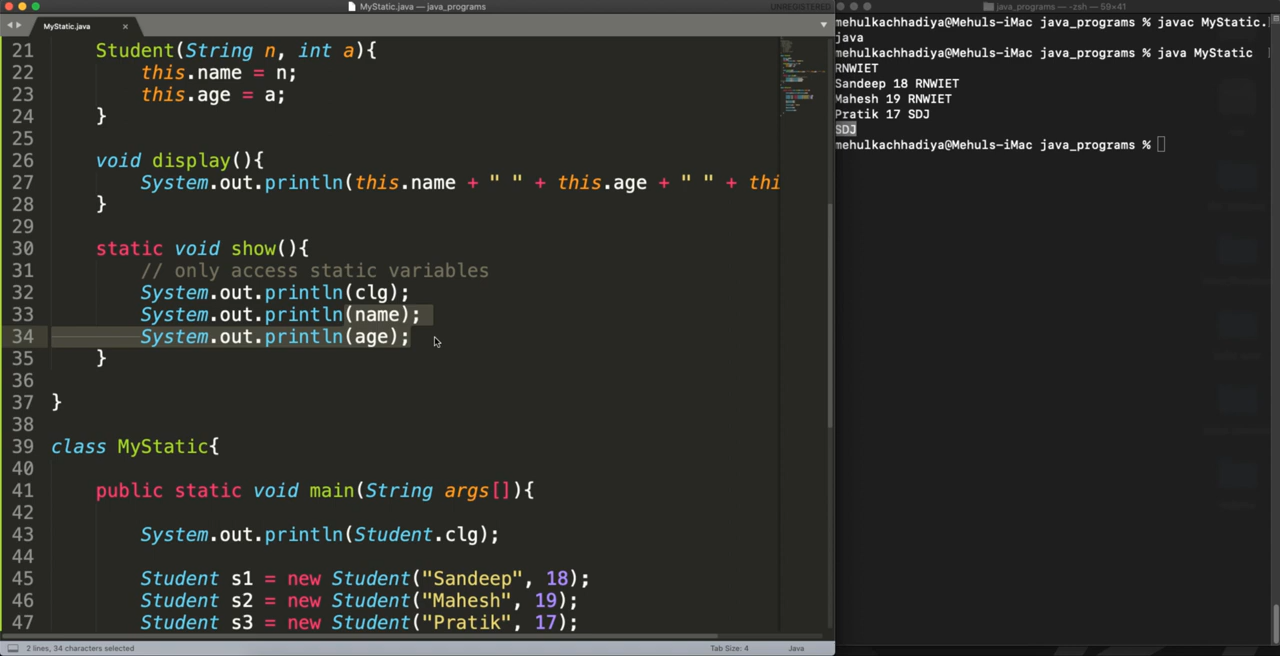 MyStatic.java — java_programs
UNREGISTERED
MyStatic.java ×
21 Student(String n, int a){
22 this.name = n;
23 this.age = a;
24 }
25
26 void display(){
27 System.out.println(this.name + " " + this.age + " " + thi
28 }
29
30 static void show(){
31 // only access static variables
32 System.out.println(clg);
33 System.out.println(name);
34 System.out.println(age);
35 }
36
37 }
38
39 class MyStatic{
40
41 public static void main(String args[]){
42
43 System.out.println(Student.clg);
44
45 Student s1 = new Student("Sandeep", 18);
46 Student s2 = new Student("Mahesh", 19);
47 Student s3 = new Student("Pratik", 17);
2 lines, 34 characters selected
Tab Size: 4
Java
java_programs — -zsh — 59×41
mehulkachhadiya@Mehuls-iMac java_programs % javac MyStatic.
java
mehulkachhadiya@Mehuls-iMac java_programs % java MyStatic
RNWIET
Sandeep 18 RNWIET
Mahesh 19 RNWIET
Pratik 17 SDJ
SDJ
mehulkachhadiya@Mehuls-iMac java_programs %